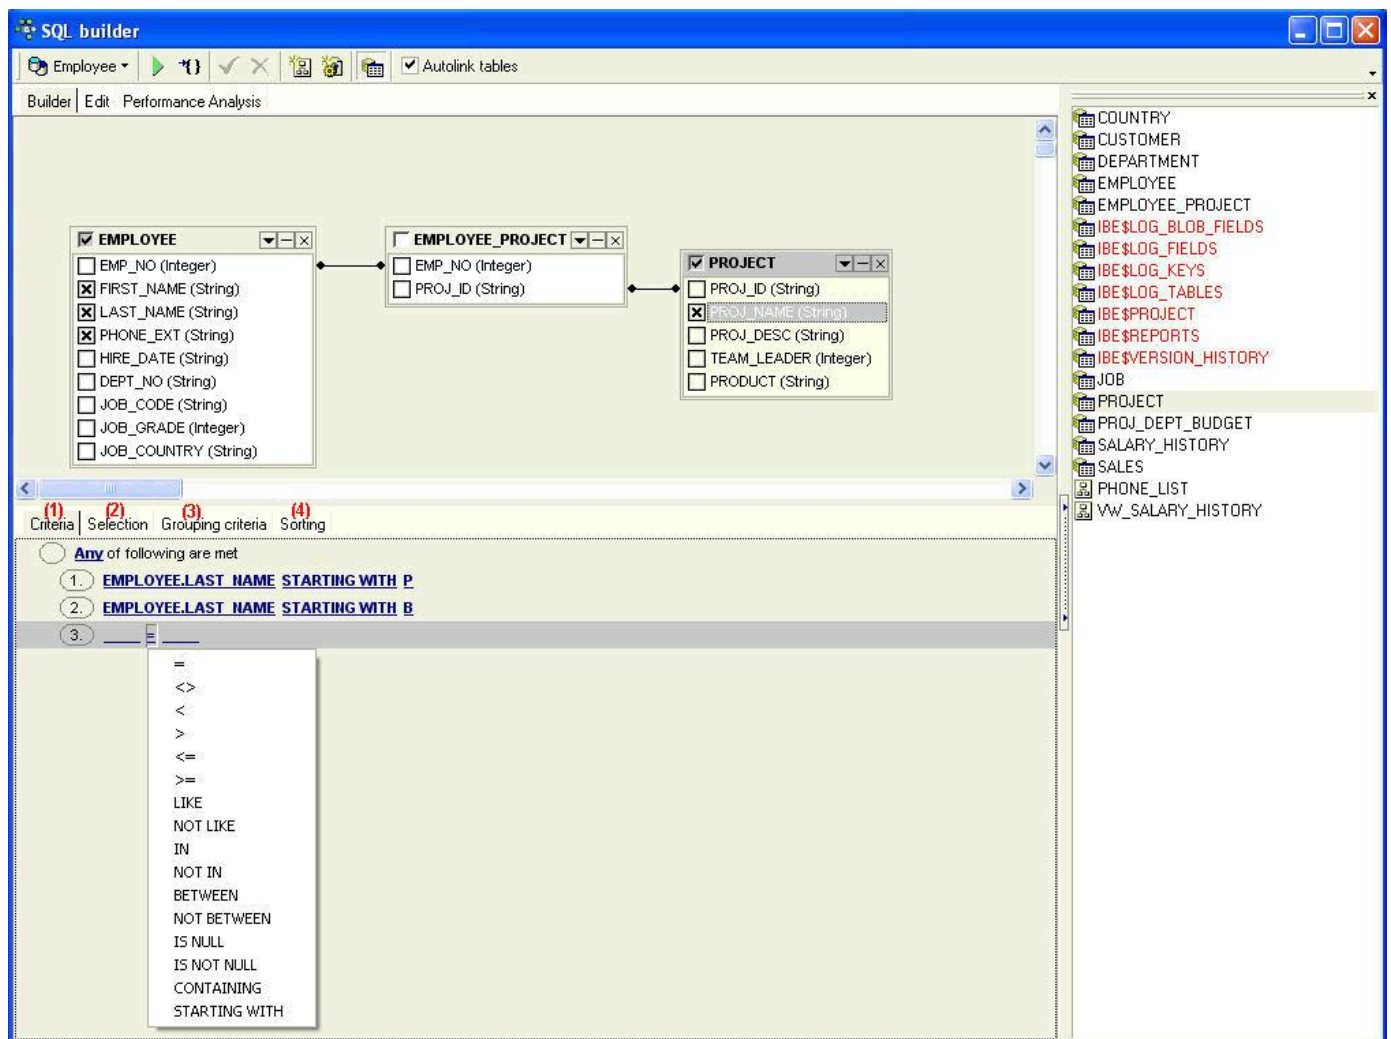 SQL builder
Employee
Autolink tables
Builder Edit Performance Analysis
EMPLOYEE
EMP_NO (Integer)
FIRST_NAME (String)
LAST_NAME (String)
PHONE_EXT (String)
HIRE_DATE (String)
DEPT_NO (String)
JOB_CODE (String)
JOB_GRADE (Integer)
JOB_COUNTRY (String)
EMPLOYEE_PROJECT
EMP_NO (Integer)
PROJ_ID (String)
PROJECT
PROJ_ID (String)
PROJ_NAME (String)
PROJ_DESC (String)
TEAM_LEADER (Integer)
PRODUCT (String)
(1) (2) (3) (4)
Criteria Selection Grouping criteria Sorting
Any of following are met
1. EMPLOYEE.LAST_NAME STARTING WITH P
2. EMPLOYEE.LAST_NAME STARTING WITH B
3. ____ = ____
=
<>
<
>
<=
>=
LIKE
NOT LIKE
IN
NOT IN
BETWEEN
NOT BETWEEN
IS NULL
IS NOT NULL
CONTAINING
STARTING WITH
COUNTRY
CUSTOMER
DEPARTMENT
EMPLOYEE
EMPLOYEE_PROJECT
IBE$LOG_BLOB_FIELDS
IBE$LOG_FIELDS
IBE$LOG_KEYS
IBE$LOG_TABLES
IBE$PROJECT
IBE$REPORTS
IBE$VERSION_HISTORY
JOB
PROJECT
PROJ_DEPT_BUDGET
SALARY_HISTORY
SALES
PHONE_LIST
VW_SALARY_HISTORY